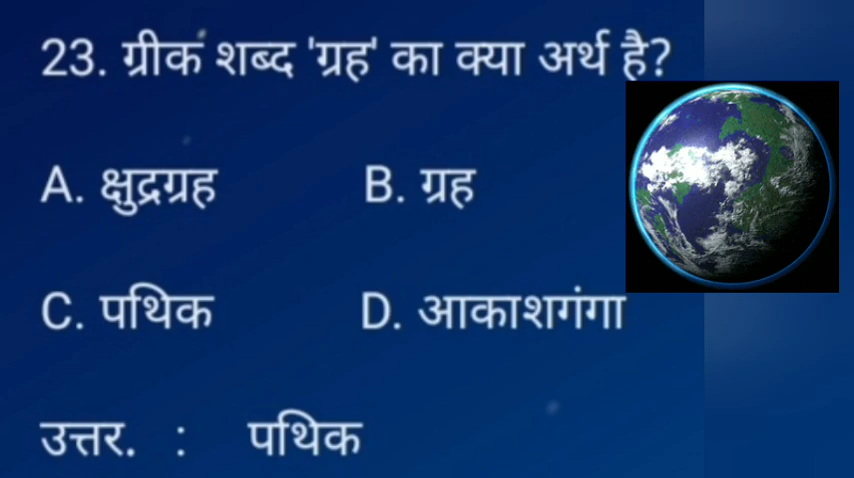 23. ग्रीक शब्द 'ग्रह' का क्या अर्थ है?
A. क्षुद्रग्रह B. ग्रह
C. पथिक D. आकाशगंगा
उत्तर. : पथिक